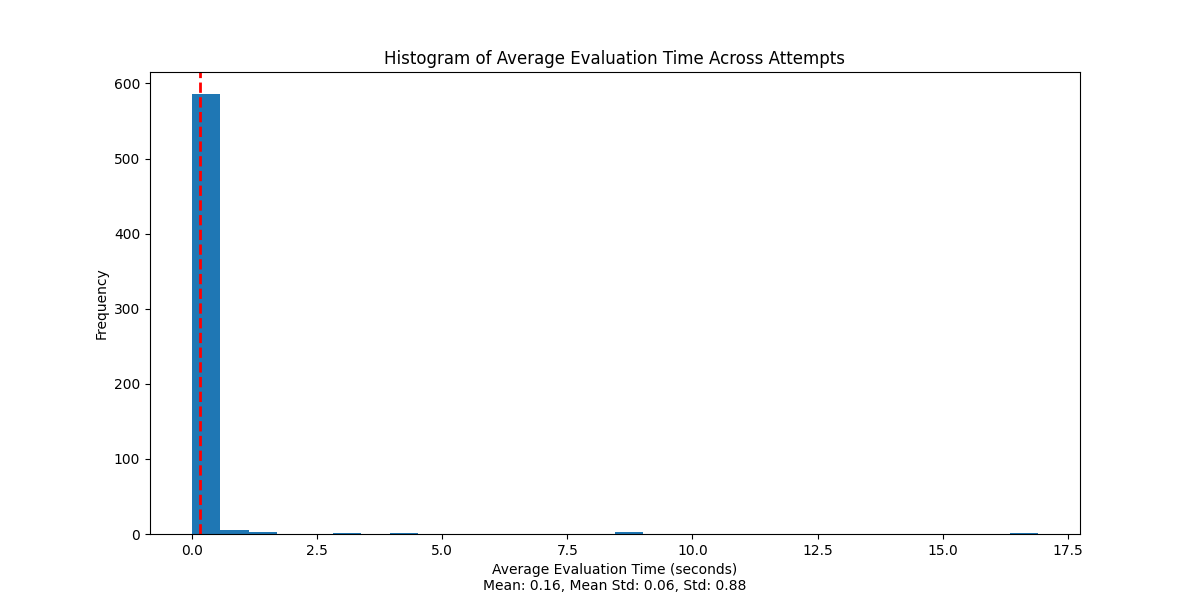 Histogram of Average Evaluation Time Across Attempts
600
500
400
300
200
100
0
Frequency
0.0 2.5 5.0 7.5 10.0 12.5 15.0 17.5
Average Evaluation Time (seconds)
Mean: 0.16, Mean Std: 0.06, Std: 0.88